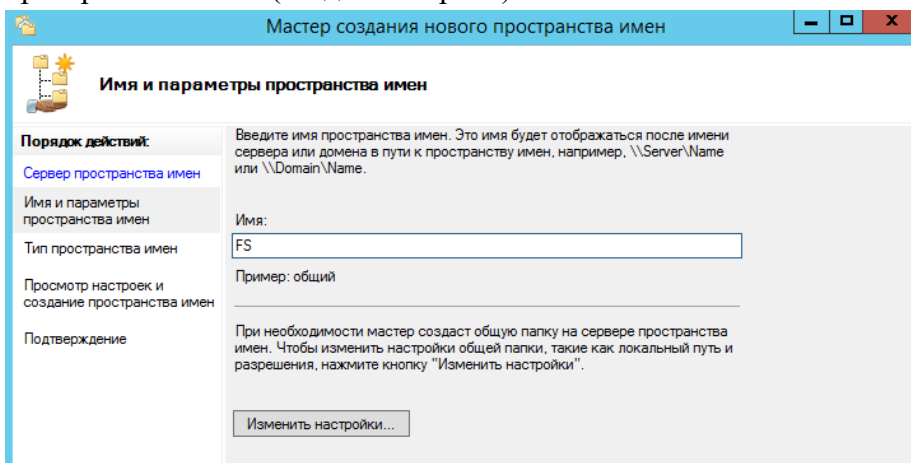 Мастер создания нового пространства имен
Имя и параметры пространства имен
Порядок действий:
Сервер пространства имен
Имя и параметры
пространства имен
Тип пространства имен
Просмотр настроек и
создание пространства имен
Подтверждение
Введите имя пространства имен. Это имя будет отображаться после имени
сервера или домена в пути к пространству имен, например, \\Server\Name
или \\Domain\Name.
Имя:
FS
Пример: общий
При необходимости мастер создаст общую папку на сервере пространства
имен. Чтобы изменить настройки общей папки, такие как локальный путь и
разрешения, нажмите кнопку "Изменить настройки".
Изменить настройки...